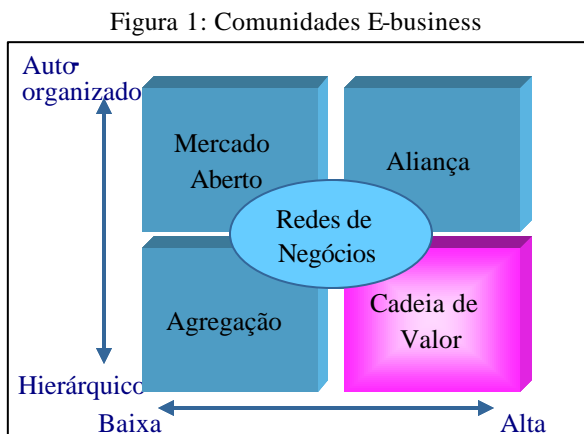 Figura 1: Comunidades E-business
Auto-
organizado
Mercado
Aberto
Aliança
Redes de
Negócios
Agregação
Cadeia de
Valor
Hierárquico
Baixa
Alta